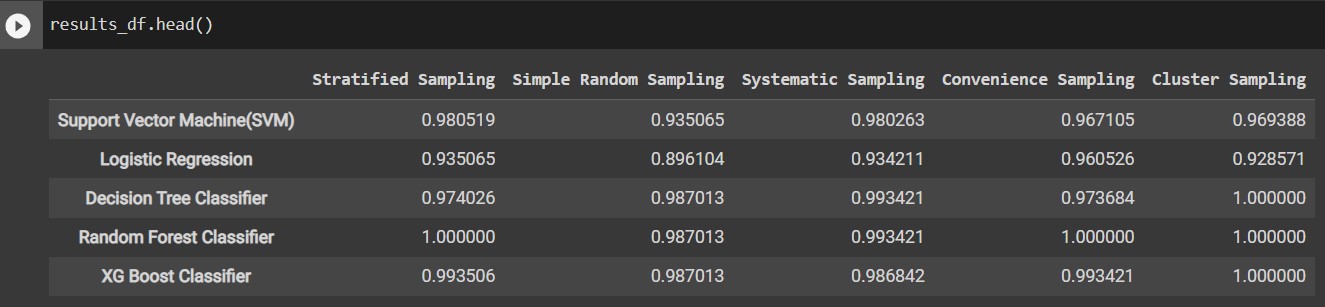 results_df.head()
Stratified Sampling Simple Random Sampling Systematic Sampling Convenience Sampling Cluster Sampling
Support Vector Machine(SVM) 0.980519 0.935065 0.980263 0.967105 0.969388
Logistic Regression 0.935065 0.896104 0.934211 0.960526 0.928571
Decision Tree Classifier 0.974026 0.987013 0.993421 0.973684 1.000000
Random Forest Classifier 1.000000 0.987013 0.993421 1.000000 1.000000
XG Boost Classifier 0.993506 0.987013 0.986842 0.993421 1.000000